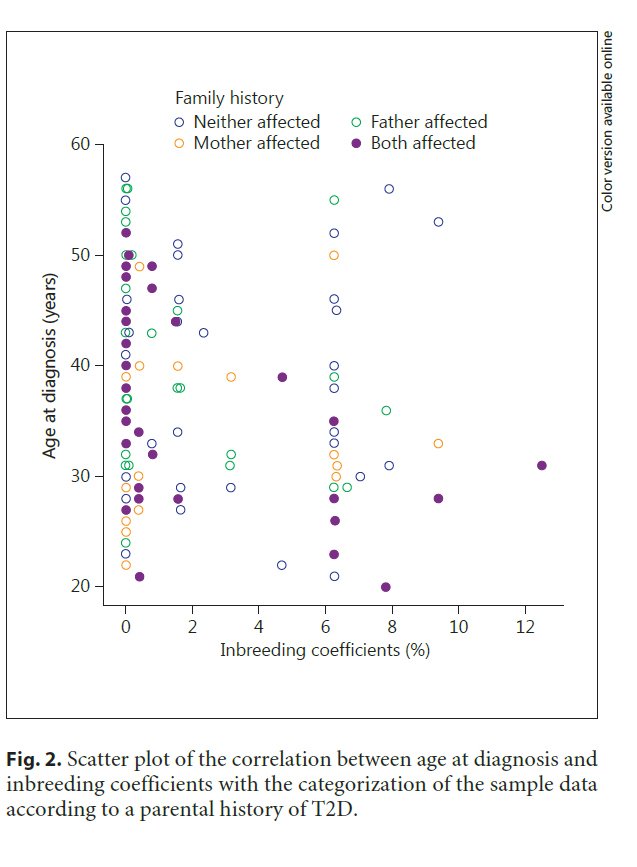 Color version available online
Family history
Neither affected
Father affected
Mother affected
Both affected
60
50
40
30
20
Age at diagnosis (years)
0 2 4 6 8 10 12
Inbreeding coefficients (%)
Fig. 2. Scatter plot of the correlation between age at diagnosis and
inbreeding coefficients with the categorization of the sample data
according to a parental history of T2D.